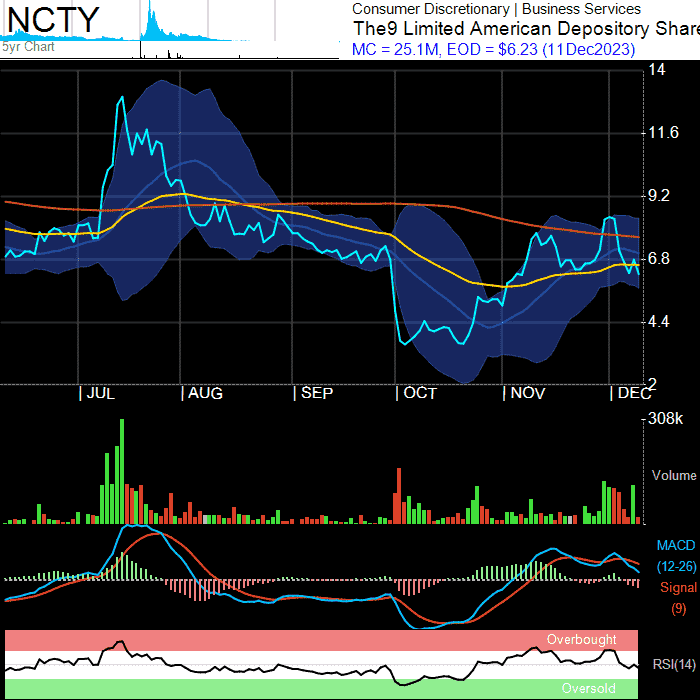 NCTY
5yr Chart
Consumer Discretionary | Business Services
The9 Limited American Depository Share
MC = 25.1M, EOD = $6.23 (11Dec2023)
14
11.6
9.2
6.8
4.4
2
| JUL | AUG | SEP | OCT | NOV | DEC
308k
Volume
MACD
(12-26)
Signal
(9)
Overbought
RSI(14)
Oversold